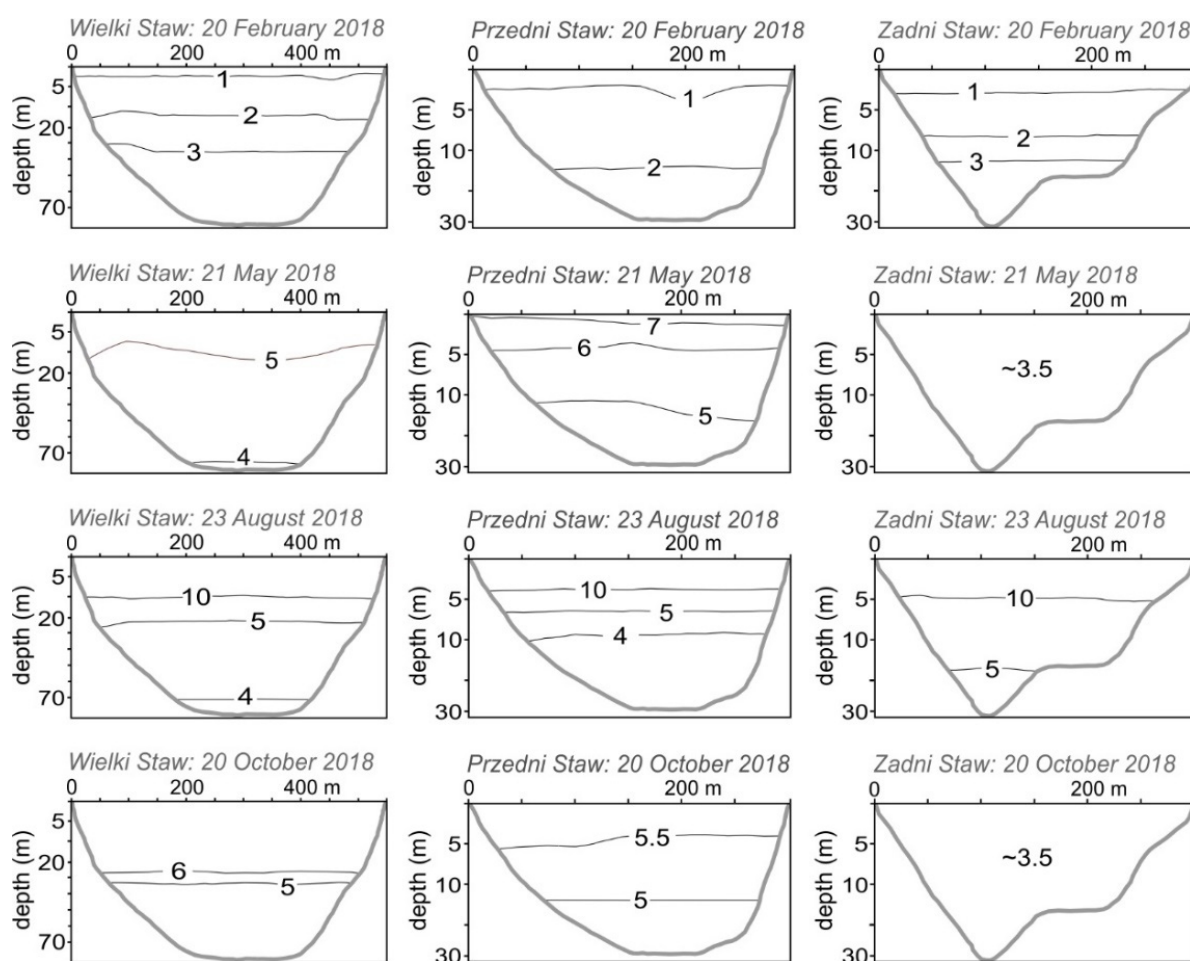 Wielki Staw: 20 February 2018
0 200 400 m
depth (m)
5
20
70
1
2
3
Przedni Staw: 20 February 2018
0 200 m
depth (m)
5
10
30
1
2
Zadni Staw: 20 February 2018
0 200 m
depth (m)
5
10
30
1
2
3
Wielki Staw: 21 May 2018
0 200 400 m
depth (m)
5
20
70
5
4
Przedni Staw: 21 May 2018
0 200 m
depth (m)
5
10
30
7
6
5
Zadni Staw: 21 May 2018
0 200 m
depth (m)
5
10
30
~3.5
Wielki Staw: 23 August 2018
0 200 400 m
depth (m)
5
20
70
10
5
4
Przedni Staw: 23 August 2018
0 200 m
depth (m)
5
10
30
10
5
4
Zadni Staw: 23 August 2018
0 200 m
depth (m)
5
10
30
10
5
Wielki Staw: 20 October 2018
0 200 400 m
depth (m)
5
20
70
6
5
Przedni Staw: 20 October 2018
0 200 m
depth (m)
5
10
30
5.5
5
Zadni Staw: 20 October 2018
0 200 m
depth (m)
5
10
30
~3.5